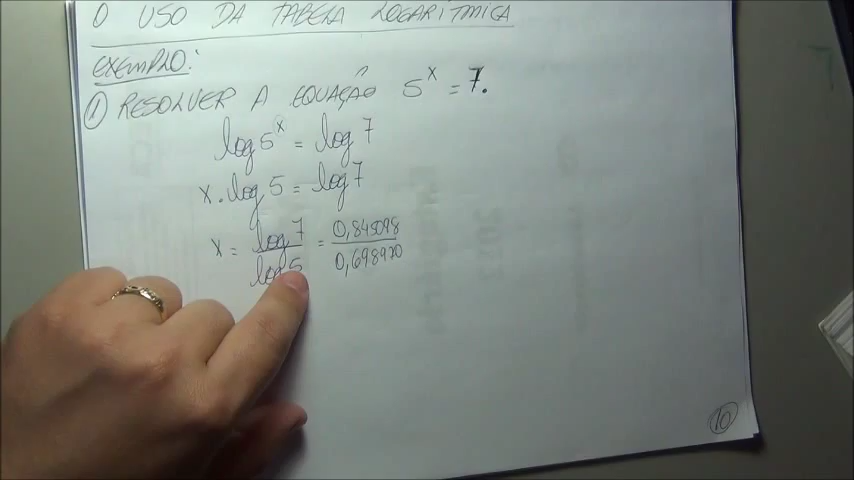 O USO DA TABELA LOGARÍTMICA
EXEMPLO:
① RESOLVER A EQUAÇÃO 5^x = 7.
log 5^x = log 7
x . log 5 = log 7
x = log 7 / log 5 = 0,845098 / 0,698970
10